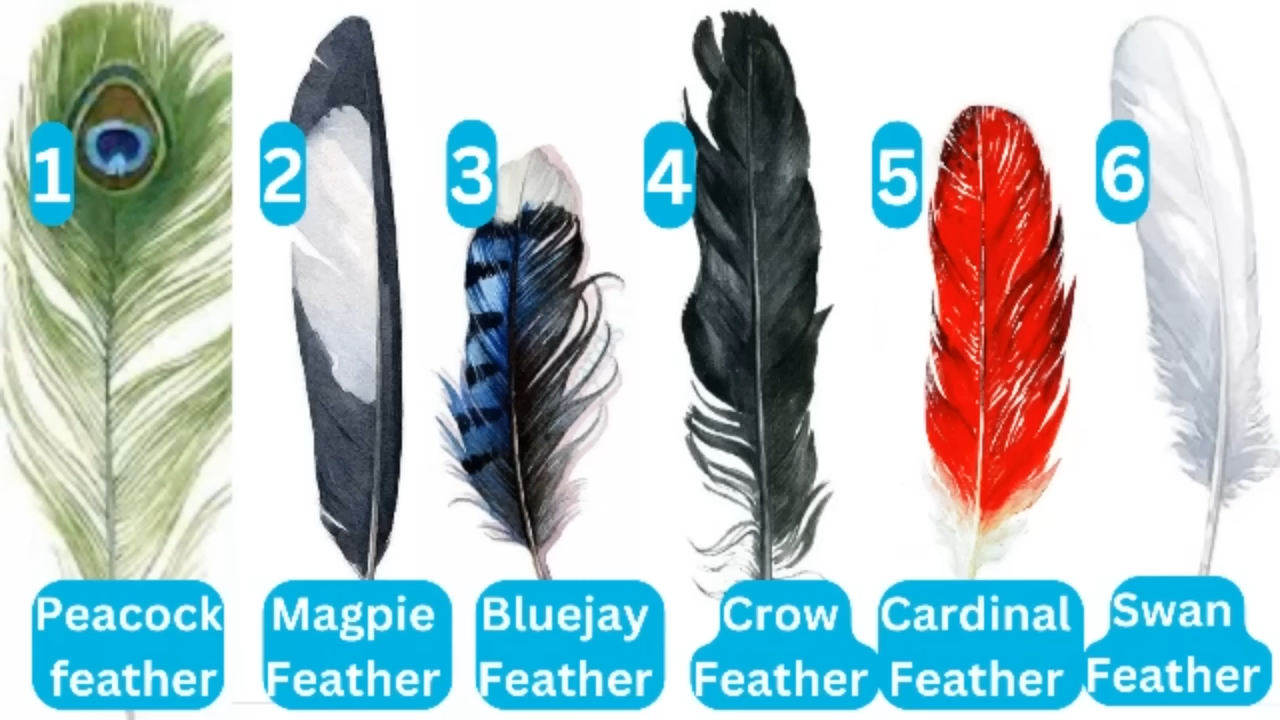 1
2
3
4
5
6
Peacock
feather
Magpie
Feather
Bluejay
Feather
Crow
Feather
Cardinal
Feather
Swan
Feather